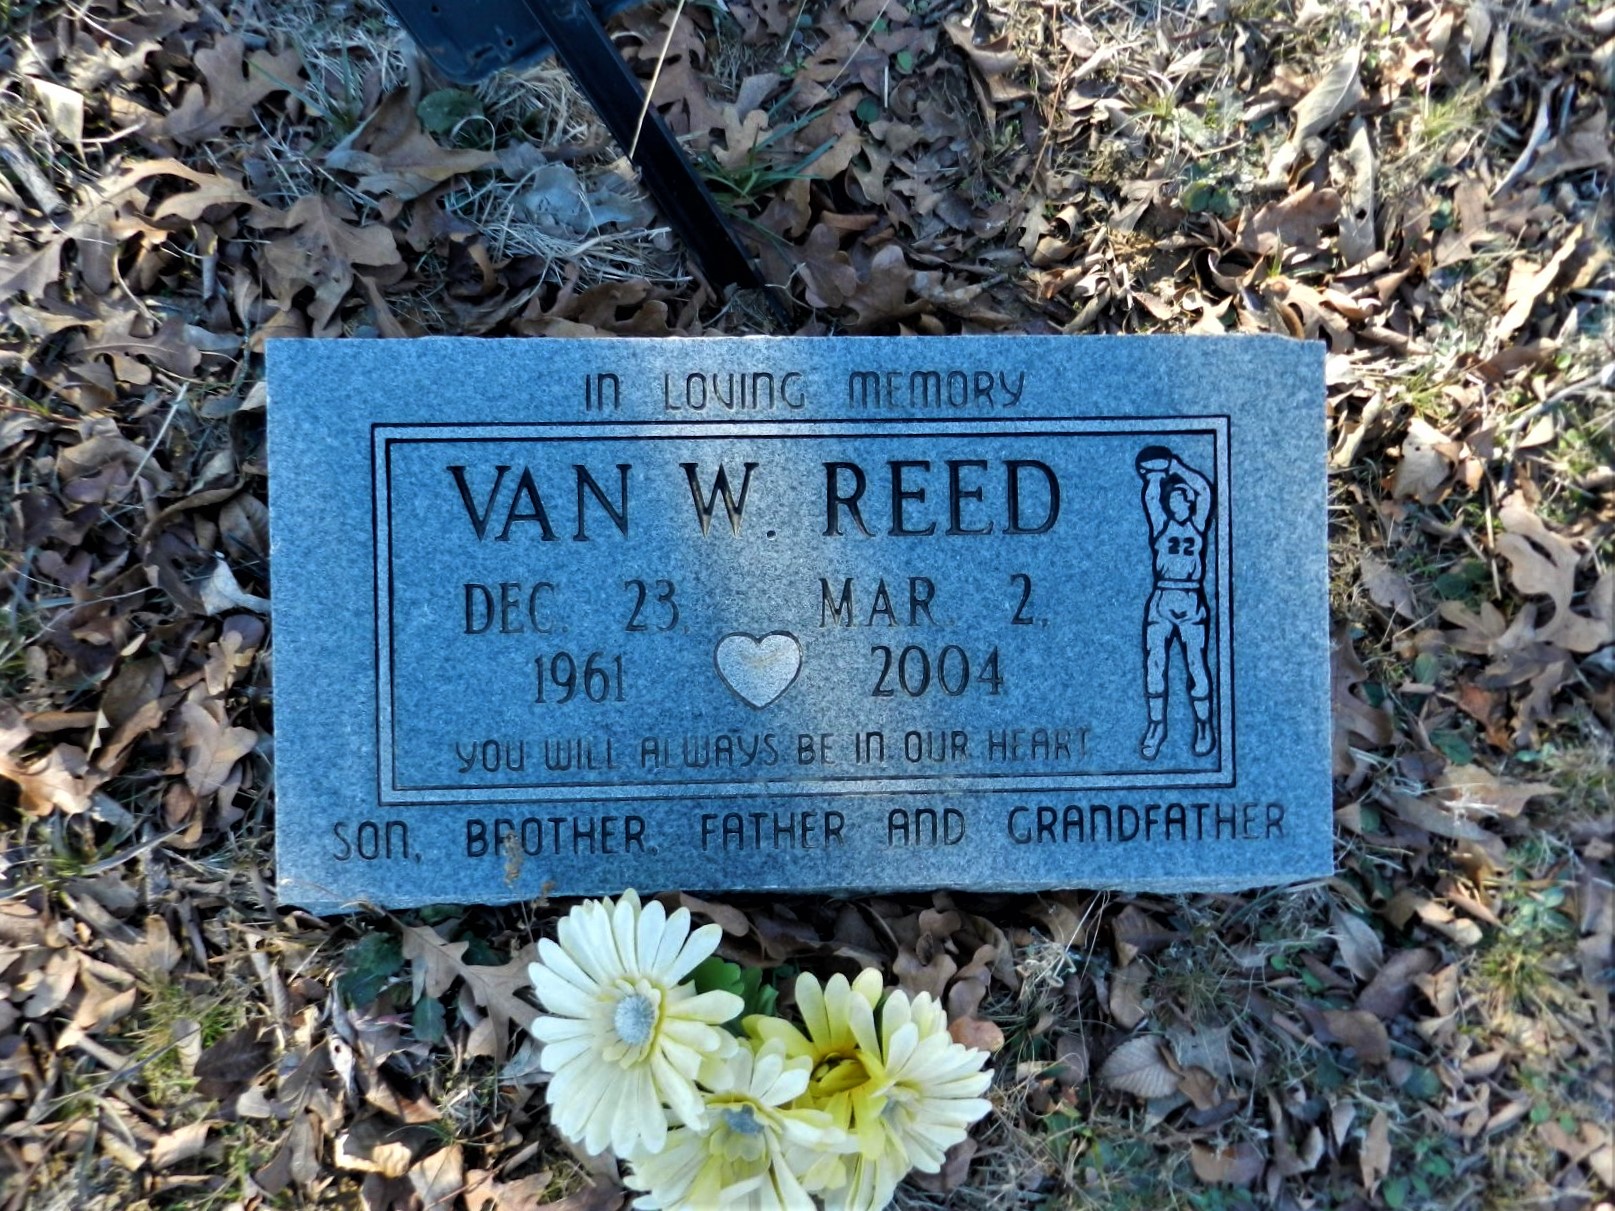 IN LOVING MEMORY
VAN W. REED
DEC. 23, MAR. 2,
1961 2004
YOU WILL ALWAYS BE IN OUR HEART
SON, BROTHER, FATHER AND GRANDFATHER
22